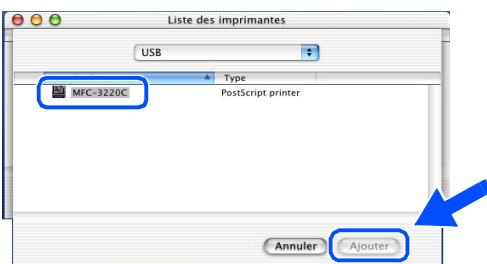 Liste des imprimantes
USB
Type
MFC-3220C PostScript printer
Annuler Ajouter